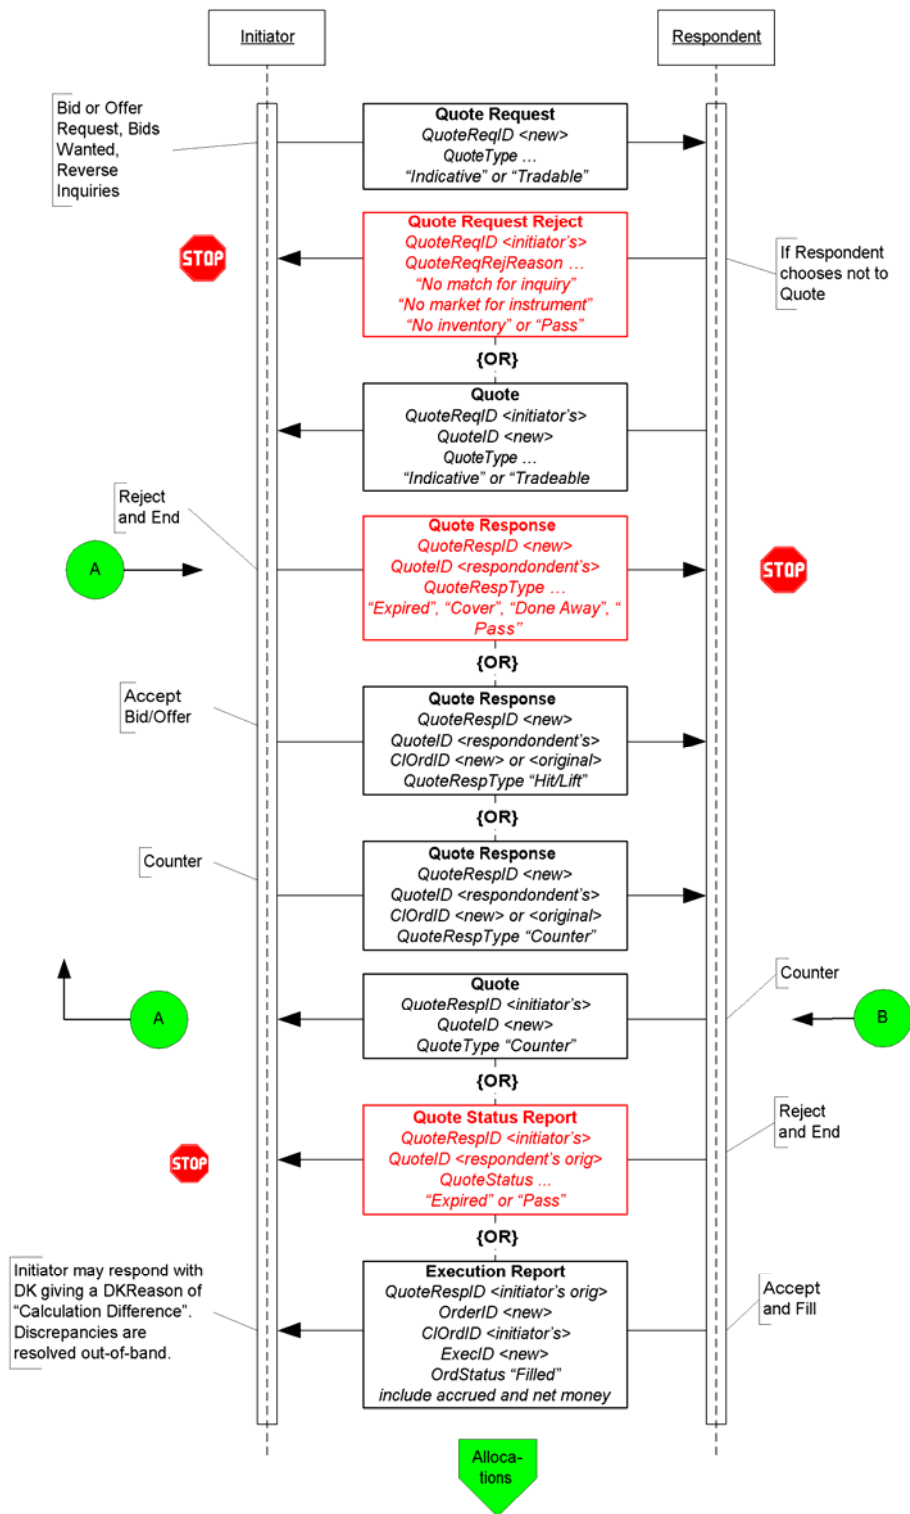 Initiator
Respondent
Bid or Offer
Request, Bids
Wanted,
Reverse
Inquiries
Quote Request
QuoteReqID <new>
QuoteType ...
“Indicative” or “Tradable”
STOP
Quote Request Reject
QuoteReqID <initiator’s>
QuoteReqRejReason ...
“No match for inquiry”
“No market for instrument”
“No inventory” or “Pass”
If Respondent
chooses not to
Quote
{OR}
Quote
QuoteReqID <initiator’s>
QuoteID <new>
QuoteType ...
“Indicative” or “Tradeable
Reject
and End
A
Quote Response
QuoteRespID <new>
QuoteID <respondondent’s>
QuoteRespType ...
“Expired”, “Cover”, “Done Away”, “
Pass”
STOP
{OR}
Accept
Bid/Offer
Quote Response
QuoteRespID <new>
QuoteID <respondondent’s>
ClOrdID <new> or <original>
QuoteRespType “Hit/Lift”
{OR}
Counter
Quote Response
QuoteRespID <new>
QuoteID <respondondent’s>
ClOrdID <new> or <original>
QuoteRespType “Counter”
A
Quote
QuoteRespID <initiator’s>
QuoteID <new>
QuoteType “Counter”
Counter
B
{OR}
STOP
Quote Status Report
QuoteRespID <initiator’s>
QuoteID <respondent’s orig>
QuoteStatus ...
“Expired” or “Pass”
Reject
and End
{OR}
Initiator may respond with
DK giving a DKReason of
“Calculation Difference”.
Discrepancies are
resolved out-of-band.
Execution Report
QuoteRespID <initiator’s orig>
OrderID <new>
ClOrdID <initiator’s>
ExecID <new>
OrdStatus “Filled”
include accrued and net money
Accept
and Fill
Alloca-
tions